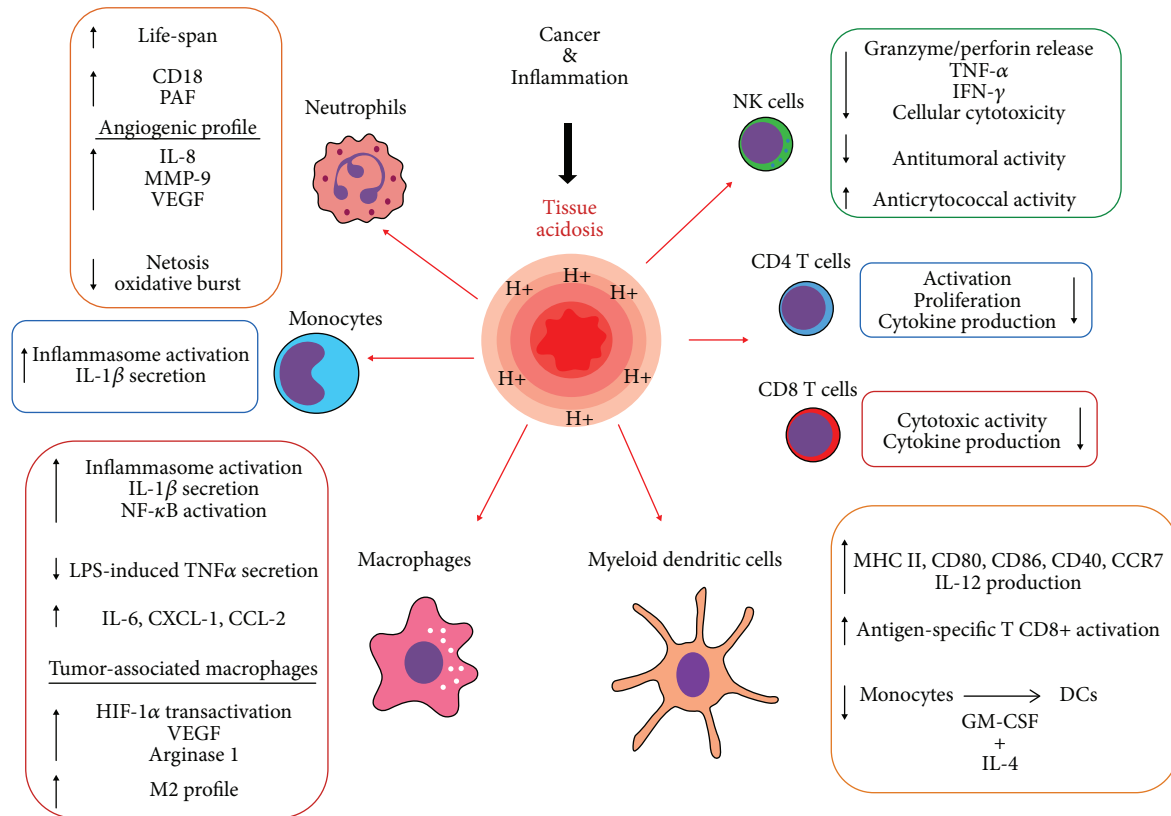 Cancer
&
Inflammation
Tissue
acidosis
H+
H+
H+
H+
H+
H+
H+
H+
Neutrophils
↑ Life-span
↑ CD18
PAF
Angiogenic profile
↑ IL-8
MMP-9
VEGF
↓ Netosis
oxidative burst
Monocytes
↑ Inflammasome activation
IL-1β secretion
Macrophages
↑ Inflammasome activation
IL-1β secretion
NF-κB activation
↓ LPS-induced TNFα secretion
↑ IL-6, CXCL-1, CCL-2
Tumor-associated macrophages
↑ HIF-1α transactivation
VEGF
Arginase 1
↑ M2 profile
NK cells
↓ Granzyme/perforin release
TNF-α
IFN-γ
Cellular cytotoxicity
↓ Antitumoral activity
↑ Anticrytococcal activity
CD4 T cells
Activation
Proliferation
Cytokine production ↓
CD8 T cells
Cytotoxic activity
Cytokine production ↓
Myeloid dendritic cells
↑ MHC II, CD80, CD86, CD40, CCR7
IL-12 production
↑ Antigen-specific T CD8+ activation
↓ Monocytes → DCs
GM-CSF
+
IL-4